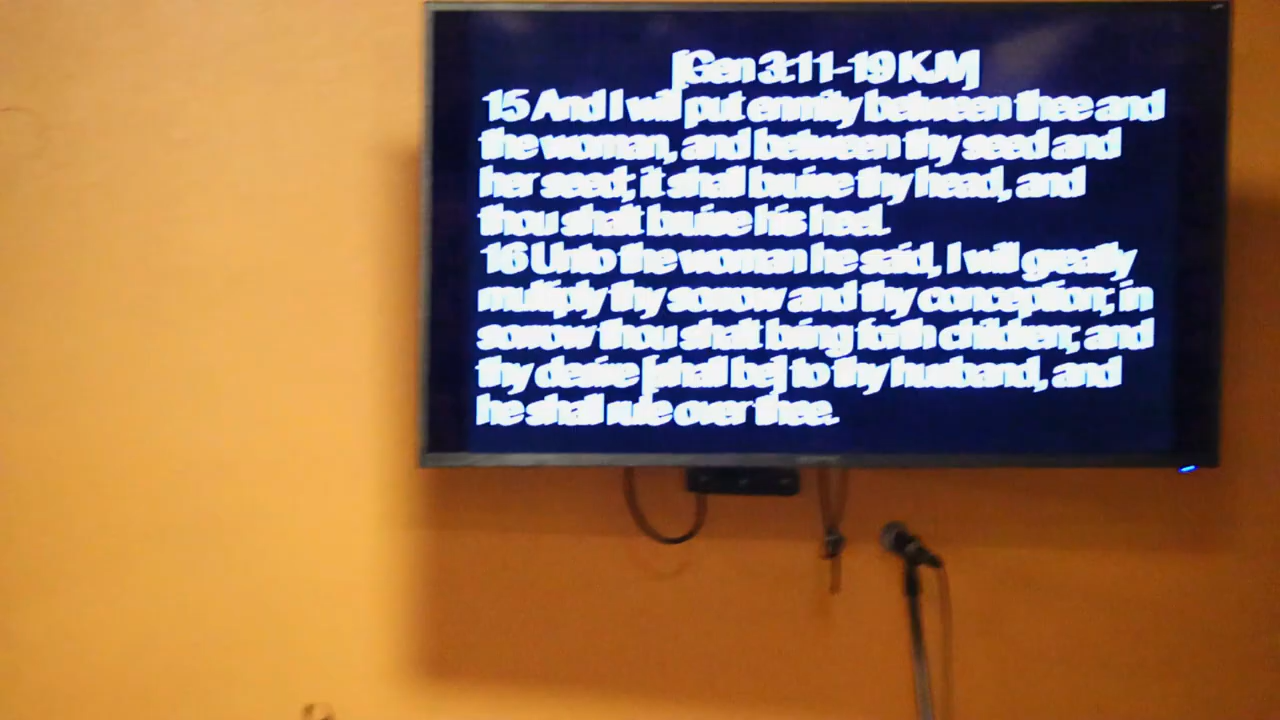 [Gen 3:11-19 KJV]
15 And I will put enmity between thee and
the woman, and between thy seed and
her seed; it shall bruise thy head, and
thou shalt bruise his heel.
16 Unto the woman he said, I will greatly
multiply thy sorrow and thy conception; in
sorrow thou shalt bring forth children; and
thy desire [shall be] to thy husband, and
he shall rule over thee.